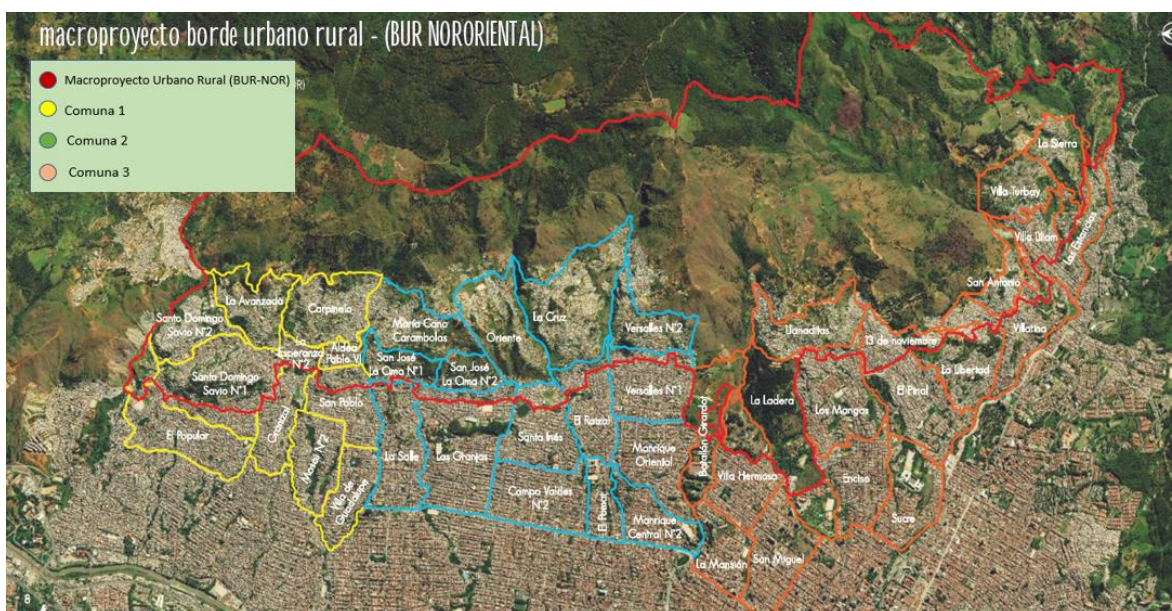 macroproyecto borde urbano rural - (BUR NORORIENTAL)
Macroproyecto Urbano Rural (BUR-NOR)
Comuna 1
Comuna 2
Comuna 3
La Sierra
Villa Turbay
Villa Liliam
Las Estancias
San Antonio
La Avanzada
Carpinelo
Santo Domingo
Savio N°2
María Cano
Carambolas
Oriente
La Cruz
Versalles N°2
Llanaditas
13 de noviembre
Villatina
La
Esperanza
N°2
Aldea
Pablo VI
San José
La Cima N°1
San José
La Cima N°2
Santo Domingo
Savio N°1
San Pablo
Versalles N°1
La Ladera
Los Mangos
El Pinal
La Libertad
El Popular
Granizal
Moscú N°2
Villa de
Guadalupe
La Salle
Las Granjas
Santa Inés
El Raizal
Manrique
Oriental
Batallón Girardot
Villa Hermosa
Enciso
Sucre
Campo Valdés
N°2
El Pomar
Manrique
Central N°2
La Mansión
San Miguel
8